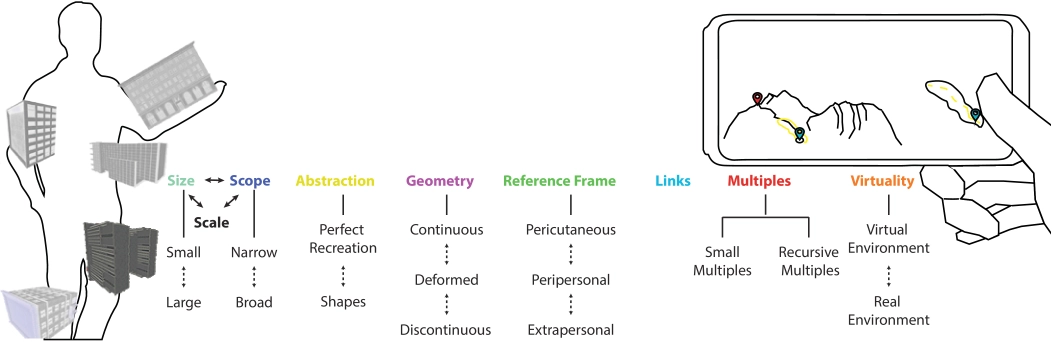 Size Scope Abstraction Geometry Reference Frame Links Multiples Virtuality
Scale
Small
Large
Narrow
Broad
Perfect
Recreation
Shapes
Continuous
Deformed
Discontinuous
Pericutaneous
Peripersonal
Extrapersonal
Small
Multiples
Recursive
Multiples
Virtual
Environment
Real
Environment